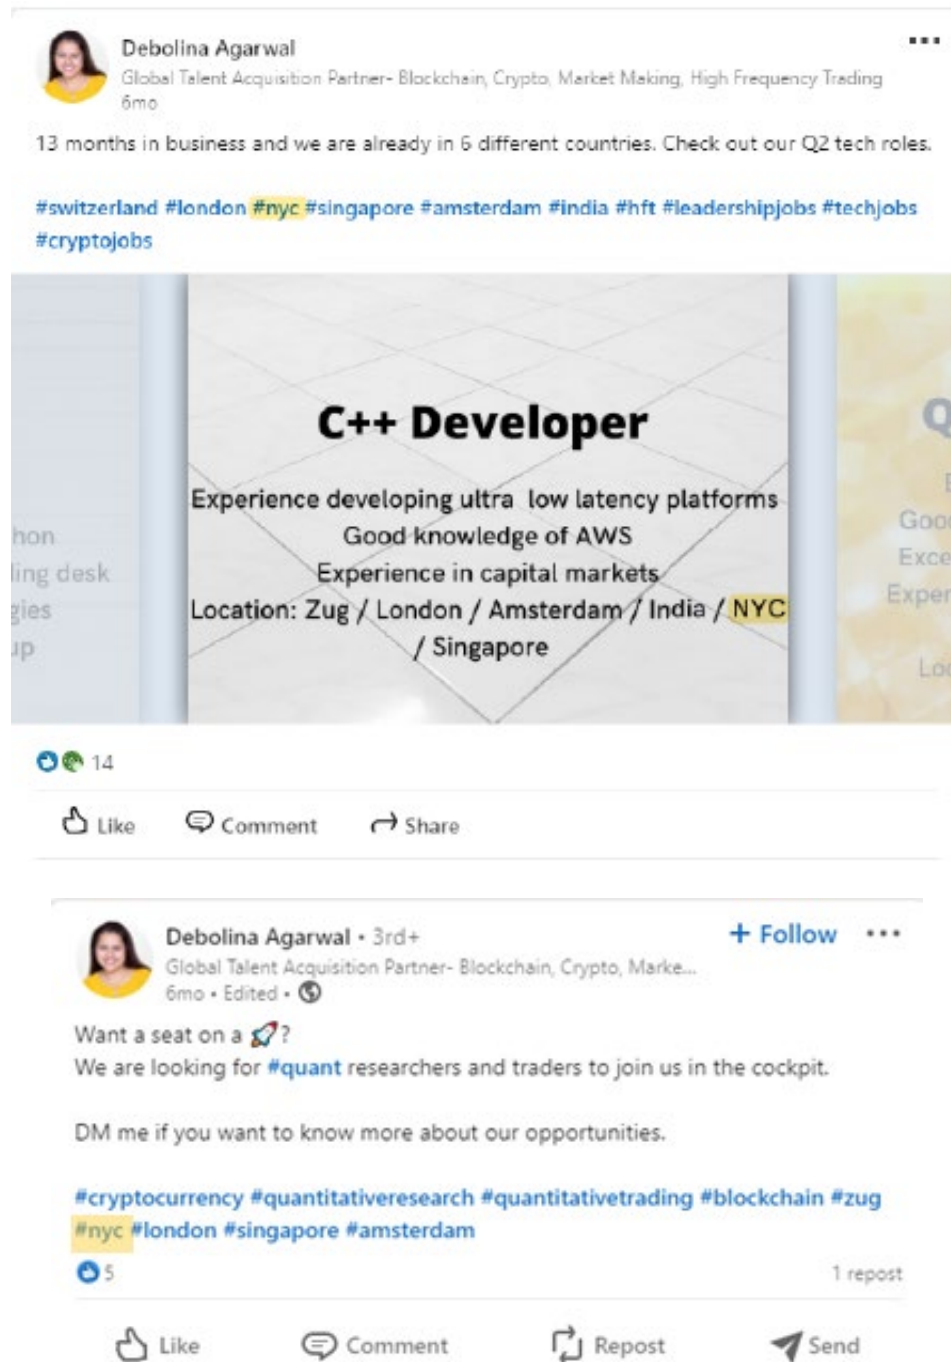 Debolina Agarwal
Global Talent Acquisition Partner- Blockchain, Crypto, Market Making, High Frequency Trading
6mo
13 months in business and we are already in 6 different countries. Check out our Q2 tech roles.
#switzerland #london #nyc #singapore #amsterdam #india #hft #leadershipjobs #techjobs
#cryptojobs
C++ Developer
Experience developing ultra low latency platforms
Good knowledge of AWS
Experience in capital markets
Location: Zug / London / Amsterdam / India / NYC
/ Singapore
hon
ling desk
gies
up
Q
E
Goo
Exce
Exper
Loc
14
Like Comment Share
Debolina Agarwal • 3rd+
+ Follow
Global Talent Acquisition Partner- Blockchain, Crypto, Marke...
6mo • Edited •
Want a seat on a 🚀?
We are looking for #quant researchers and traders to join us in the cockpit.
DM me if you want to know more about our opportunities.
#cryptocurrency #quantitativeresearch #quantitativetrading #blockchain #zug
#nyc #london #singapore #amsterdam
5 1 repost
Like Comment Repost Send